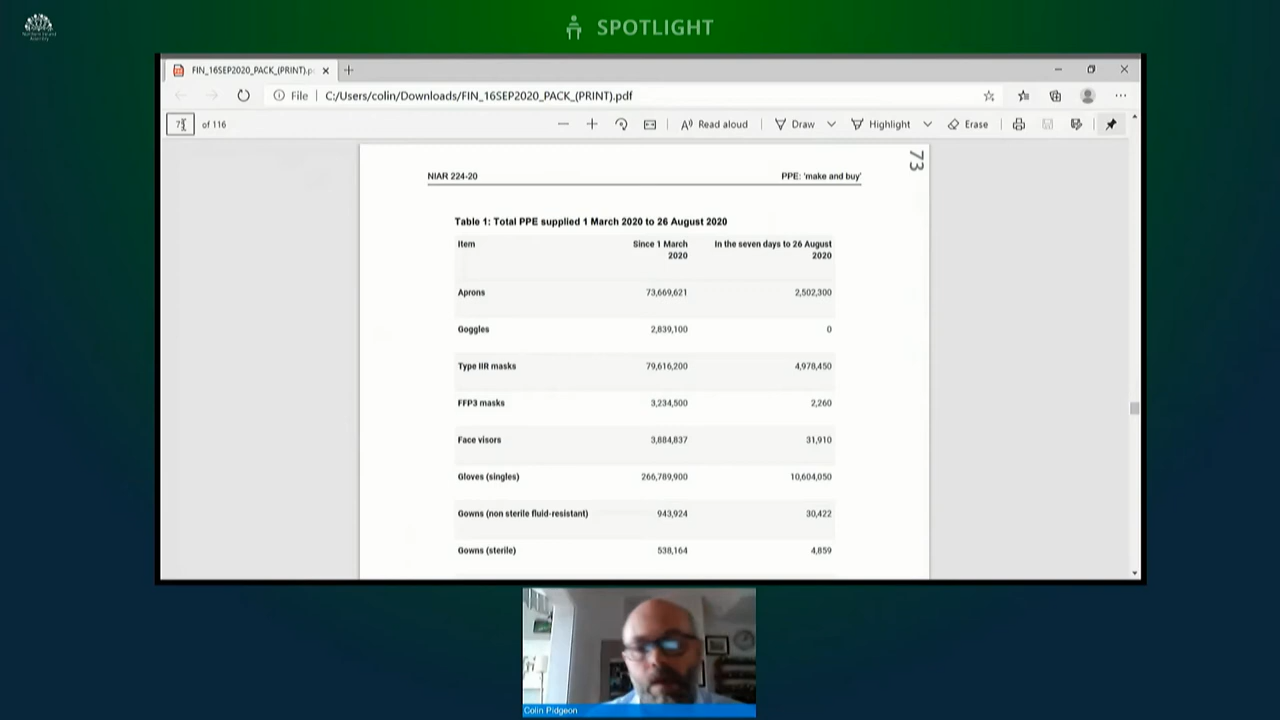 Northern Ireland
Assembly
SPOTLIGHT
FIN_16SEP2020_PACK_(PRINT).p
File | C:/Users/colin/Downloads/FIN_16SEP2020_PACK_(PRINT).pdf
of 116
Read aloud
Draw
Highlight
Erase
73
NIAR 224-20 PPE: 'make and buy'
Table 1: Total PPE supplied 1 March 2020 to 26 August 2020
Item Since 1 March In the seven days to 26 August
2020 2020
Aprons 73,669,621 2,502,300
Goggles 2,839,100 0
Type IIR masks 79,616,200 4,978,450
FFP3 masks 3,234,500 2,260
Face visors 3,884,837 31,910
Gloves (singles) 266,789,900 10,604,050
Gowns (non sterile fluid-resistant) 943,924 30,422
Gowns (sterile) 538,164 4,859
Colin Pidgeon